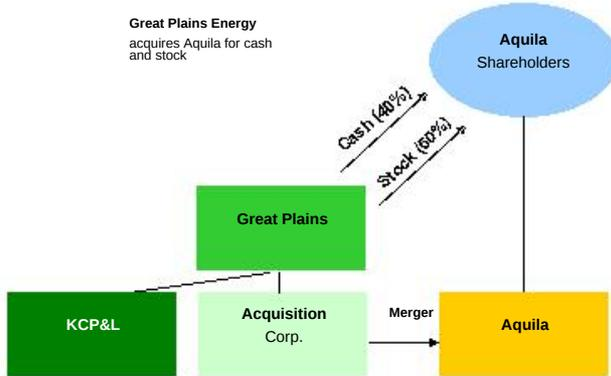 Great Plains Energy
acquires Aquila for cash
and stock
Aquila
Shareholders
Cash (40%)
Stock (60%)
Great Plains
KCP&L
Acquisition
Corp.
Merger
Aquila